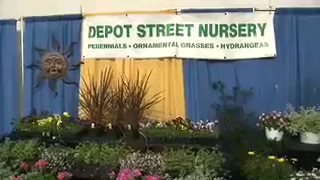 DEPOT STREET NURSERY
PERENNIALS • ORNAMENTAL GRASSES • HYDRANGEAS